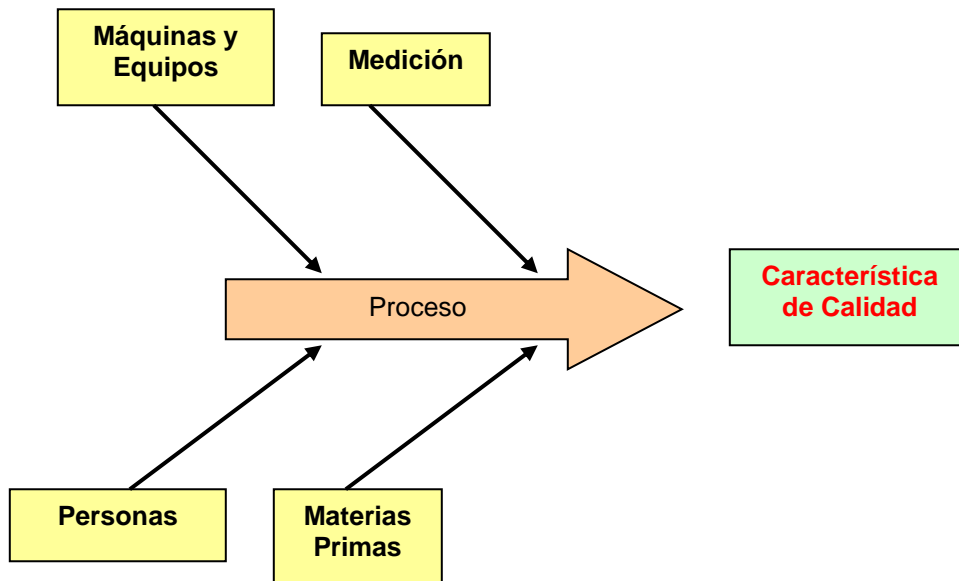 Máquinas y
Equipos
Medición
Proceso
Característica
de Calidad
Personas
Materias
Primas